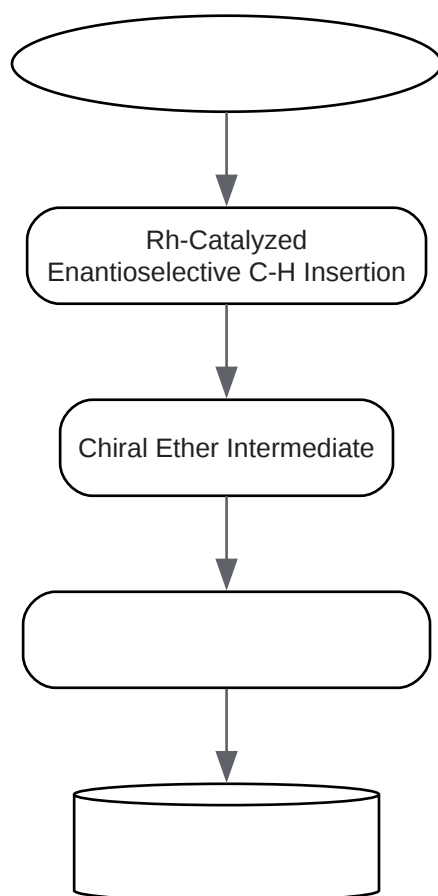 Rh-Catalyzed
Enantioselective C-H Insertion
Chiral Ether Intermediate